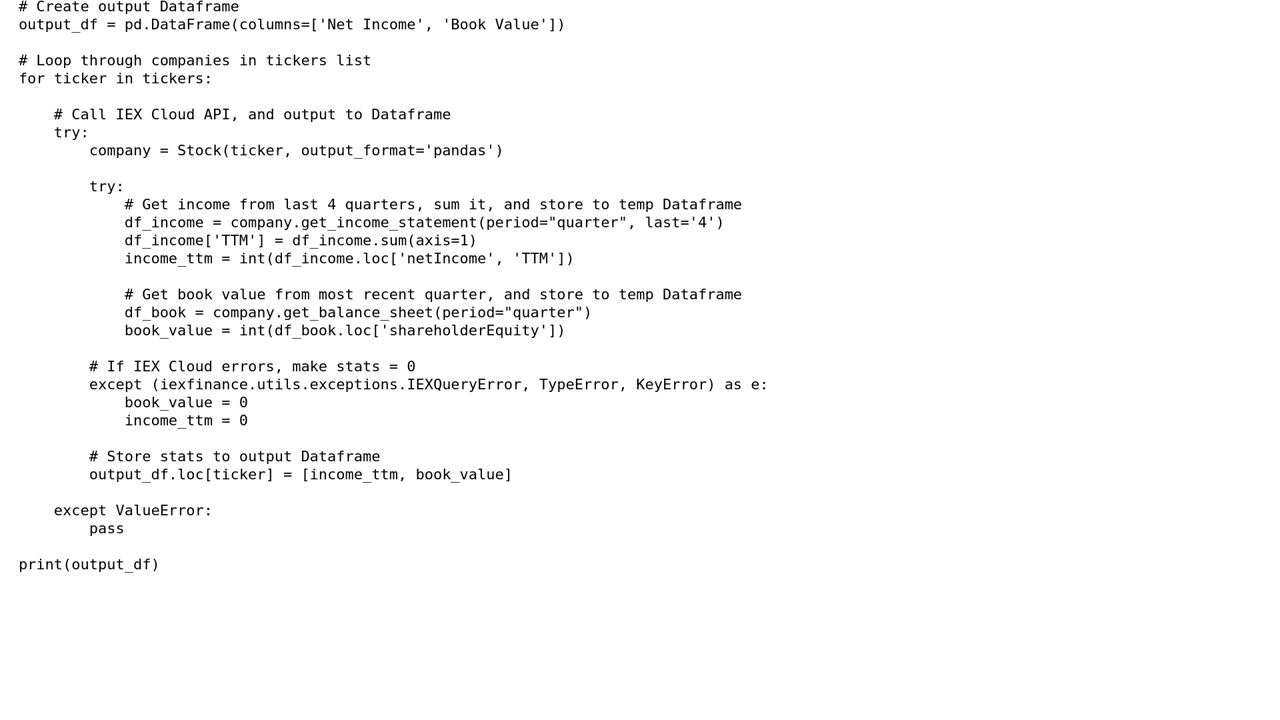 # Create output Dataframe
output_df = pd.DataFrame(columns=['Net Income', 'Book Value'])

# Loop through companies in tickers list
for ticker in tickers:

    # Call IEX Cloud API, and output to Dataframe
    try:
        company = Stock(ticker, output_format='pandas')

        try:
            # Get income from last 4 quarters, sum it, and store to temp Dataframe
            df_income = company.get_income_statement(period="quarter", last='4')
            df_income['TTM'] = df_income.sum(axis=1)
            income_ttm = int(df_income.loc['netIncome', 'TTM'])

            # Get book value from most recent quarter, and store to temp Dataframe
            df_book = company.get_balance_sheet(period="quarter")
            book_value = int(df_book.loc['shareholderEquity'])

        # If IEX Cloud errors, make stats = 0
        except (iexfinance.utils.exceptions.IEXQueryError, TypeError, KeyError) as e:
            book_value = 0
            income_ttm = 0

        # Store stats to output Dataframe
        output_df.loc[ticker] = [income_ttm, book_value]

    except ValueError:
        pass

print(output_df)